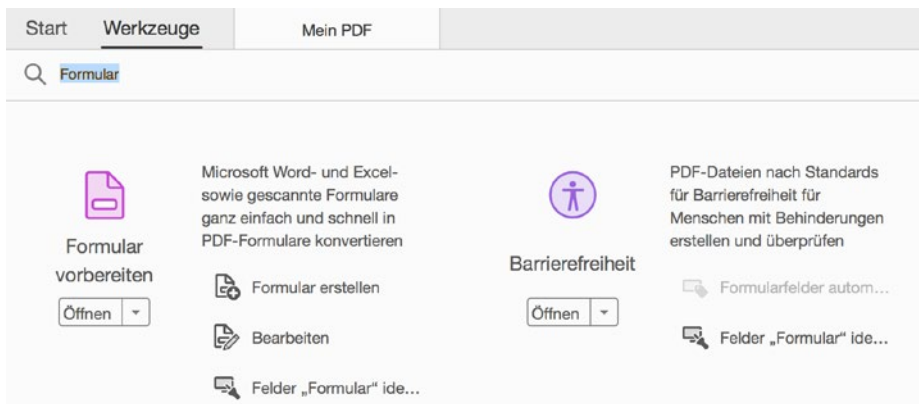 Start Werkzeuge Mein PDF
Formular
Formular
vorbereiten
Öffnen
Microsoft Word- und Excel-
sowie gescannte Formulare
ganz einfach und schnell in
PDF-Formulare konvertieren
Formular erstellen
Bearbeiten
Felder „Formular“ ide...
Barrierefreiheit
Öffnen
PDF-Dateien nach Standards
für Barrierefreiheit für
Menschen mit Behinderungen
erstellen und überprüfen
Formularfelder autom...
Felder „Formular“ ide...